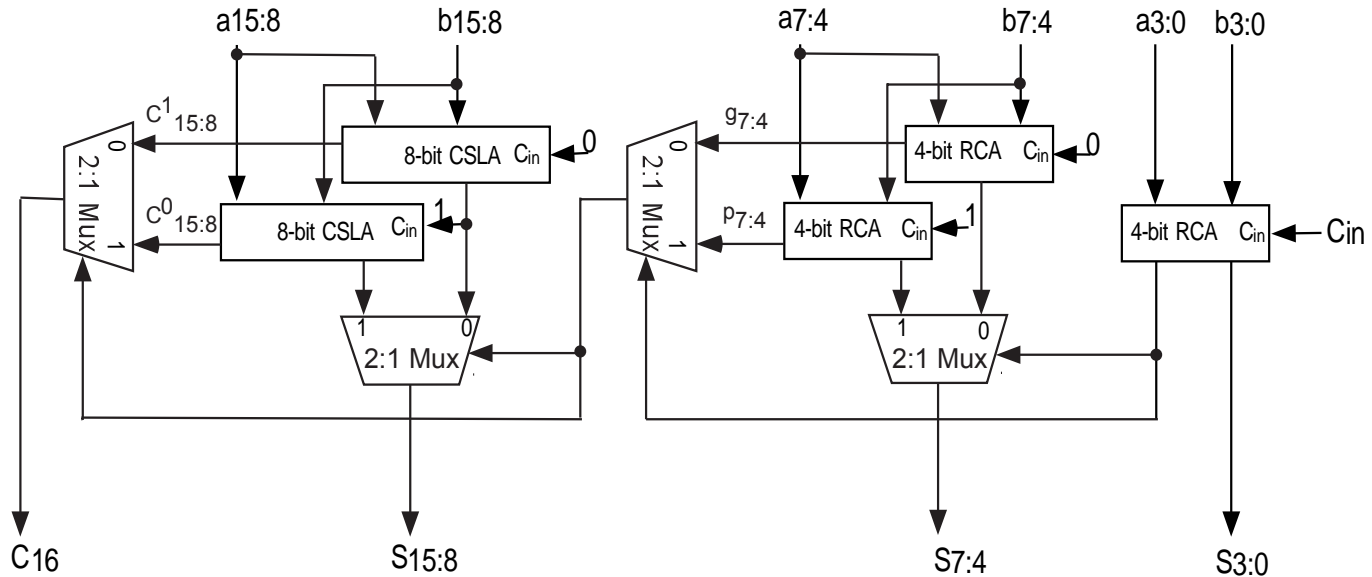 a15:8 b15:8 a7:4 b7:4 a3:0 b3:0
C1 15:8
g7:4
0
2:1 Mux
1
8-bit CSLA Cin
0
0
2:1 Mux
1
4-bit RCA Cin
0
C0 15:8
8-bit CSLA Cin
1
p7:4
4-bit RCA Cin
1
4-bit RCA Cin
Cin
1 0
2:1 Mux
1 0
2:1 Mux
C16 S15:8 S7:4 S3:0